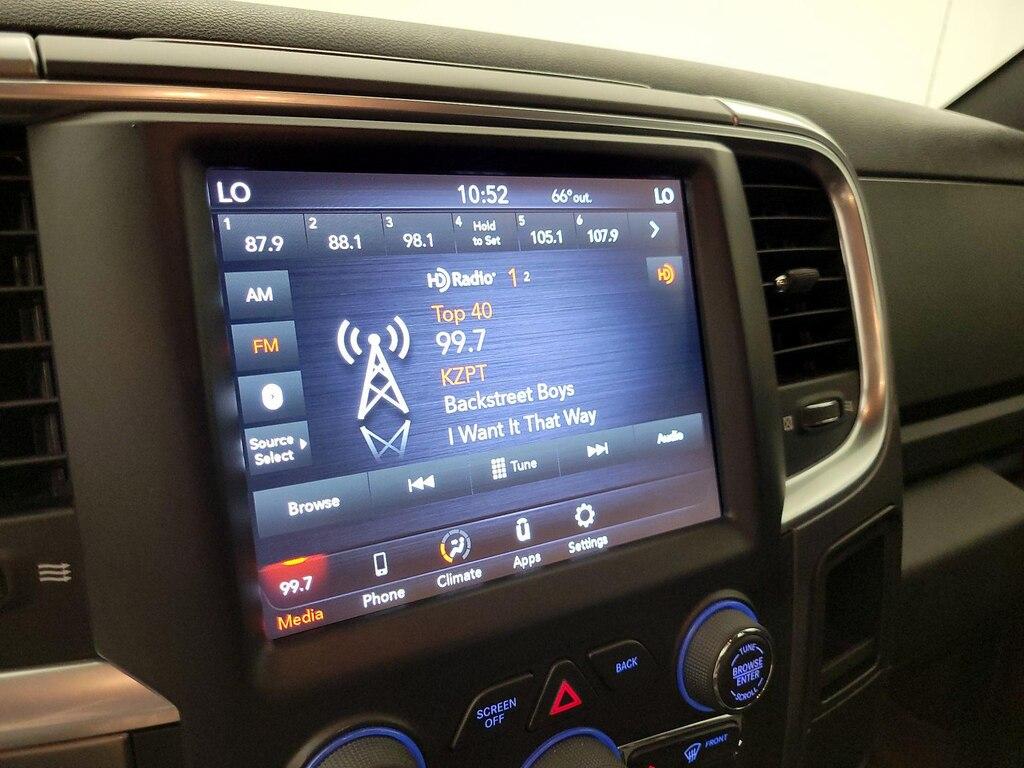 LO 10:52 66° out. LO
1 87.9
2 88.1
3 98.1
4 Hold to Set
5 105.1
6 107.9
HD Radio 1 2
HD
AM
FM
Source Select
Top 40
99.7
KZPT
Backstreet Boys
I Want It That Way
Browse
Tune
Audio
99.7
Media
Phone
Climate
Apps
Settings
SCREEN
OFF
BACK
TUNE
BROWSE
ENTER
SCROLL
FRONT